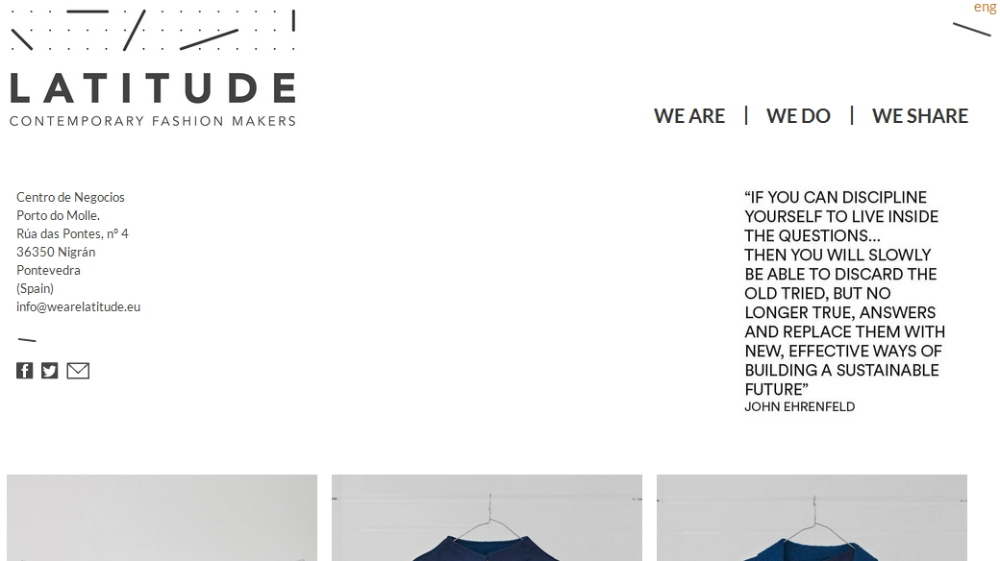 eng
LATITUDE
CONTEMPORARY FASHION MAKERS
WE ARE | WE DO | WE SHARE
Centro de Negocios
Porto do Molle.
Rúa das Pontes, nº 4
36350 Nigrán
Pontevedra
(Spain)
info@wearelatitude.eu
“IF YOU CAN DISCIPLINE
YOURSELF TO LIVE INSIDE
THE QUESTIONS...
THEN YOU WILL SLOWLY
BE ABLE TO DISCARD THE
OLD TRIED, BUT NO
LONGER TRUE, ANSWERS
AND REPLACE THEM WITH
NEW, EFFECTIVE WAYS OF
BUILDING A SUSTAINABLE
FUTURE”
JOHN EHRENFELD